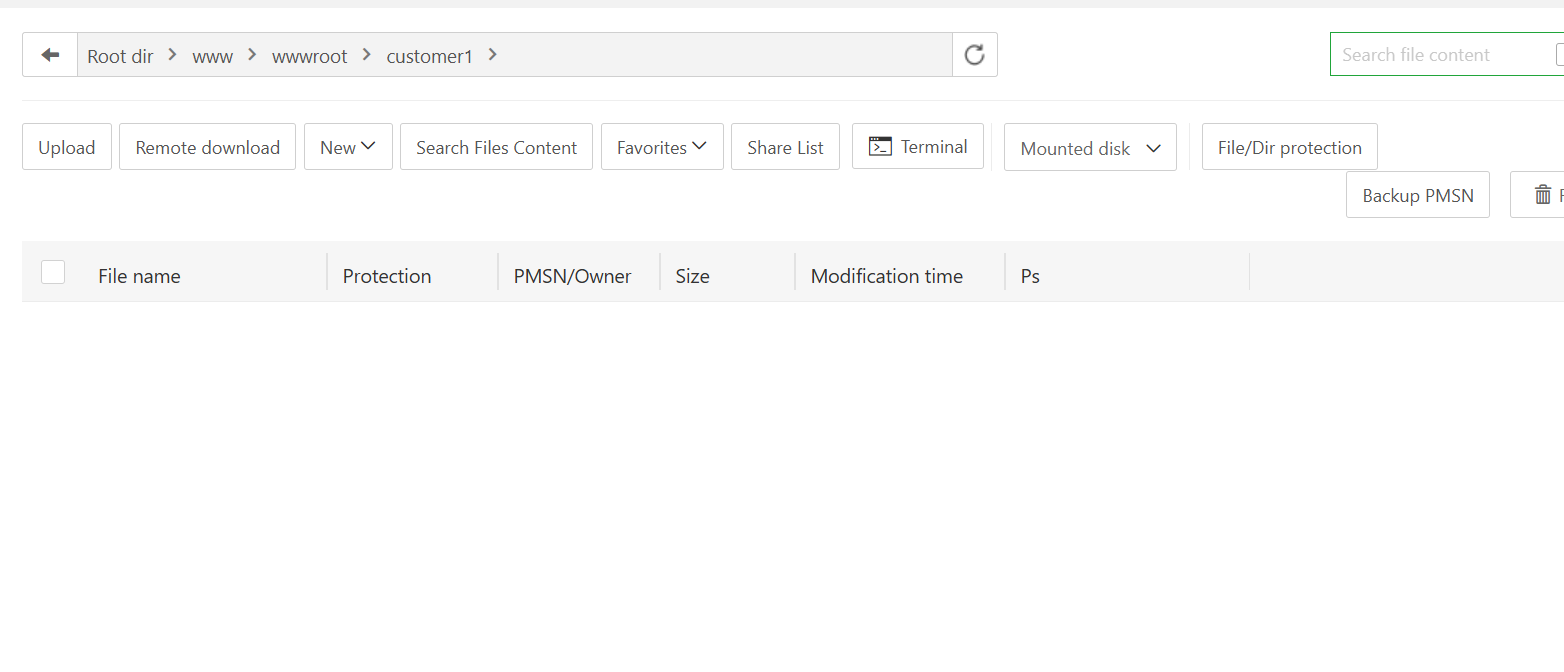 Root dir www wwwroot customer1 Search file content
Upload Remote download New Search Files Content Favorites Share List Terminal Mounted disk File/Dir protection
Backup PMSN
File name Protection PMSN/Owner Size Modification time Ps